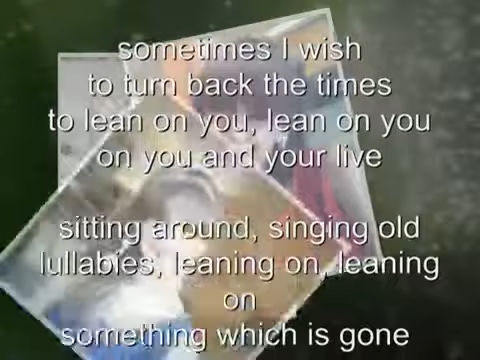 sometimes I wish
to turn back the times
to lean on you, lean on you
on you and your live
sitting around, singing old
lullabies, leaning on, leaning
on
something which is gone